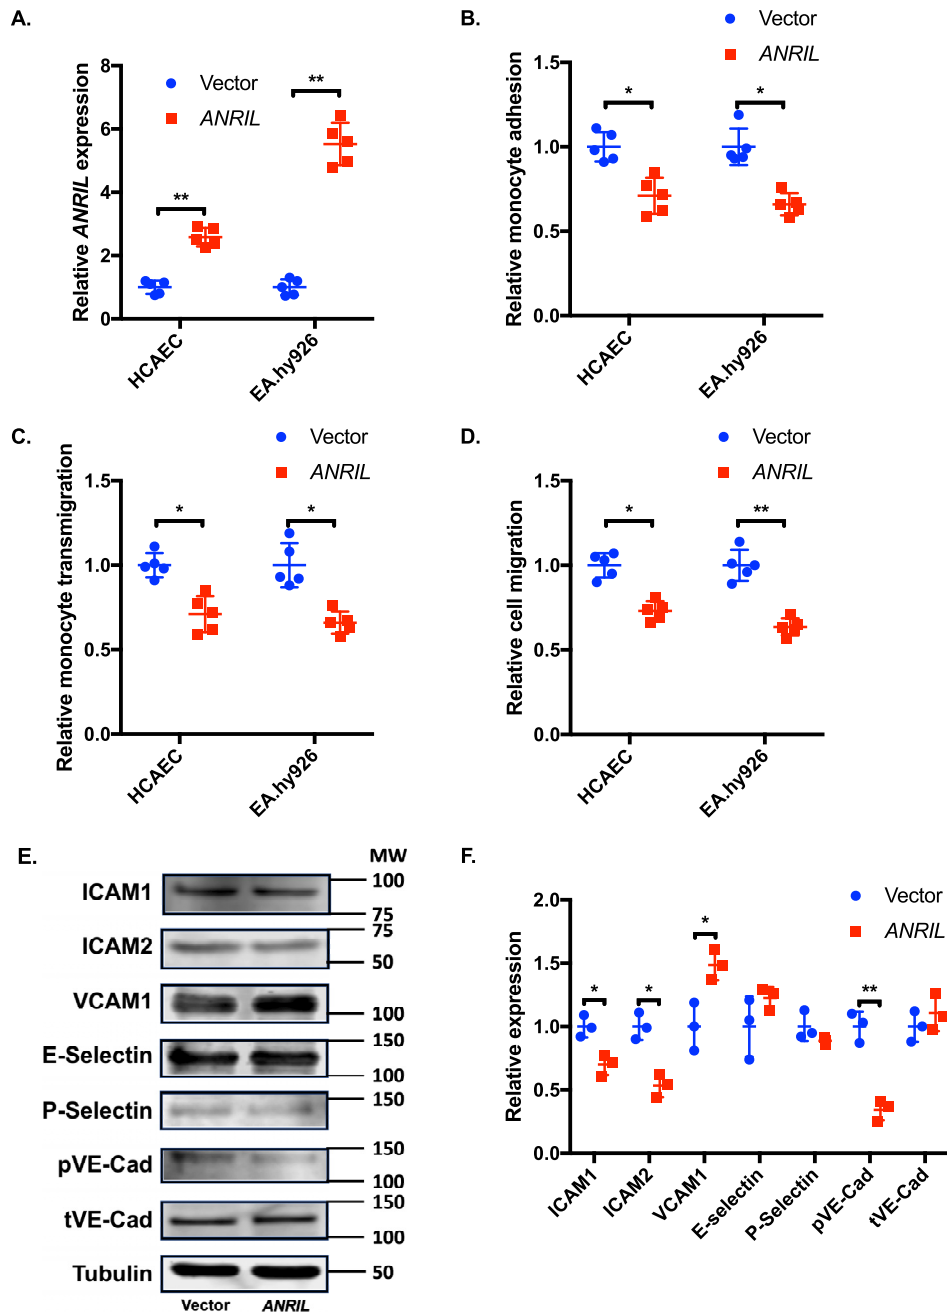 A.
Vector
ANRIL
Relative ANRIL expression
8
6
4
2
0
**
**
HCAEC
EA.hy926
B.
Vector
ANRIL
Relative monocyte adhesion
1.5
1.0
0.5
0.0
*
*
HCAEC
EA.hy926
C.
Vector
ANRIL
Relative monocyte transmigration
1.5
1.0
0.5
0.0
*
*
HCAEC
EA.hy926
D.
Vector
ANRIL
Relative cell migration
1.5
1.0
0.5
0.0
*
**
HCAEC
EA.hy926
E.
MW
ICAM1
100
75
ICAM2
75
50
VCAM1
100
E-Selectin
150
100
P-Selectin
150
pVE-Cad
150
100
tVE-Cad
150
100
Tubulin
50
Vector ANRIL
F.
Vector
ANRIL
Relative expression
2.0
1.5
1.0
0.5
0.0
*
*
*
**
ICAM1
ICAM2
VCAM1
E-selectin
P-Selectin
pVE-Cad
tVE-Cad